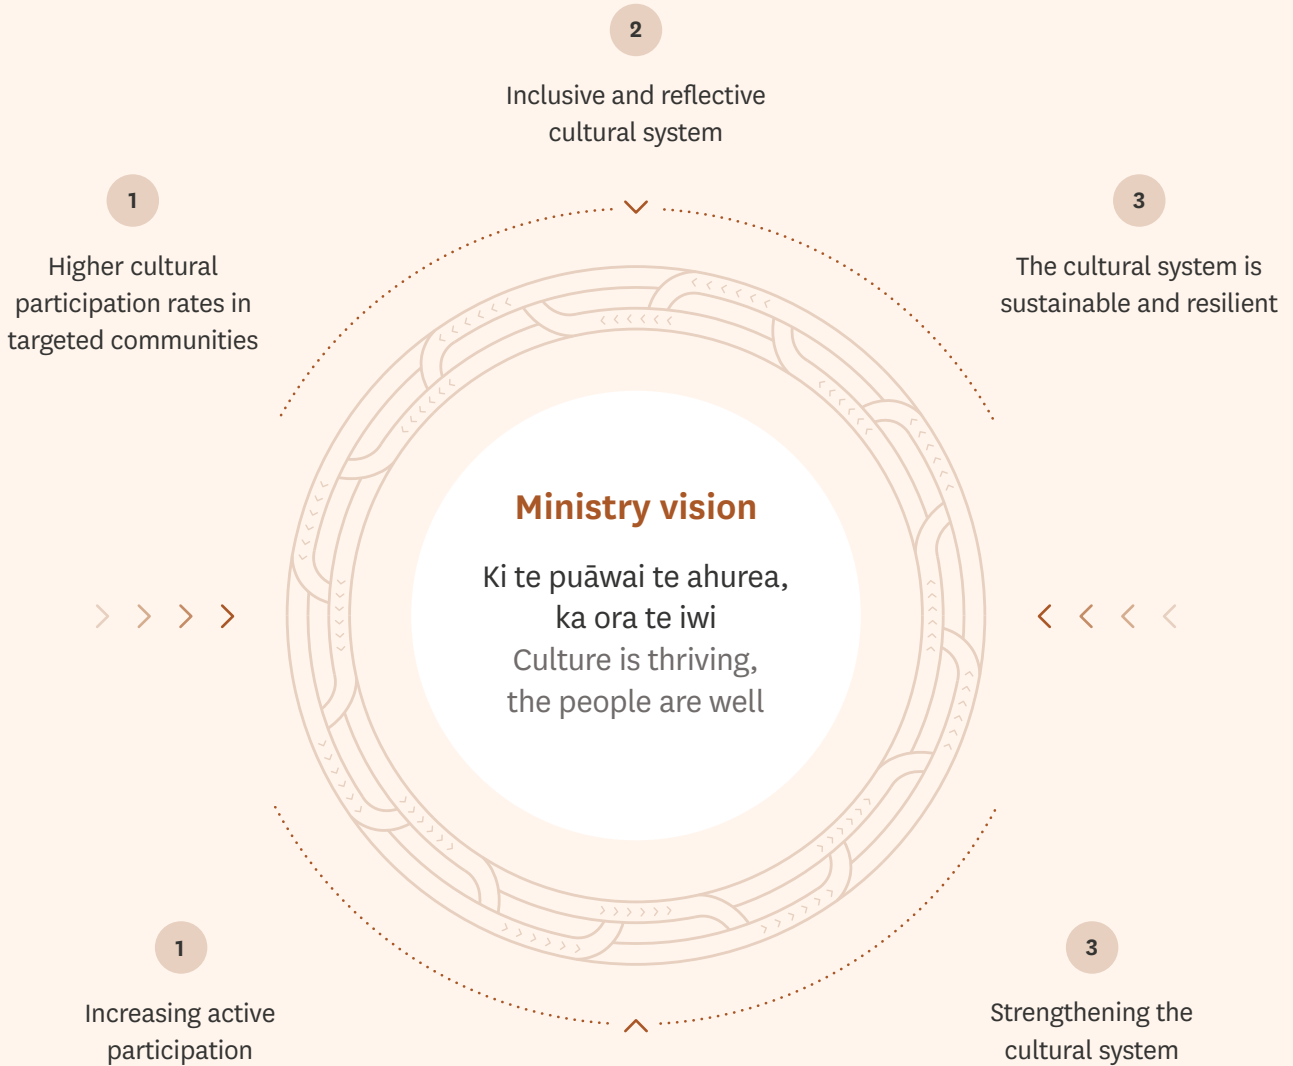 2
Inclusive and reflective
cultural system
1
Higher cultural
participation rates in
targeted communities
3
The cultural system is
sustainable and resilient
Ministry vision
Ki te puāwai te ahurea,
ka ora te iwi
Culture is thriving,
the people are well
1
Increasing active
participation
3
Strengthening the
cultural system